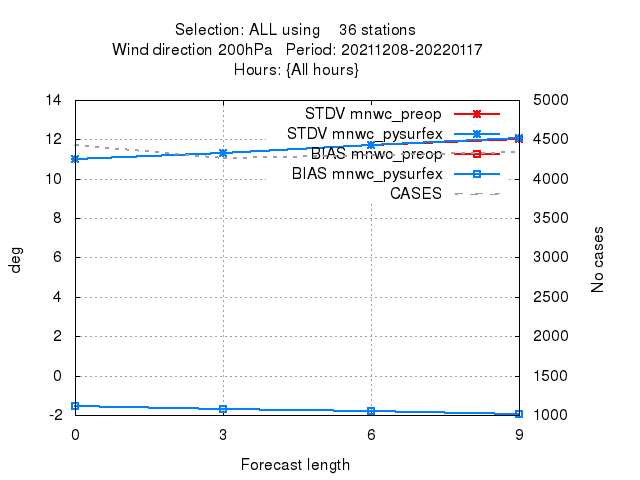 Selection: ALL using    36 stations
Wind direction 200hPa   Period: 20211208-20220117
Hours: {All hours}
STDV mnwc_preop
STDV mnwc_pysurfex
BIAS mnwc_preop
BIAS mnwc_pysurfex
CASES
14
12
10
8
6
4
2
0
-2
deg
5000
4500
4000
3500
3000
2500
2000
1500
1000
No cases
0 3 6 9
Forecast length